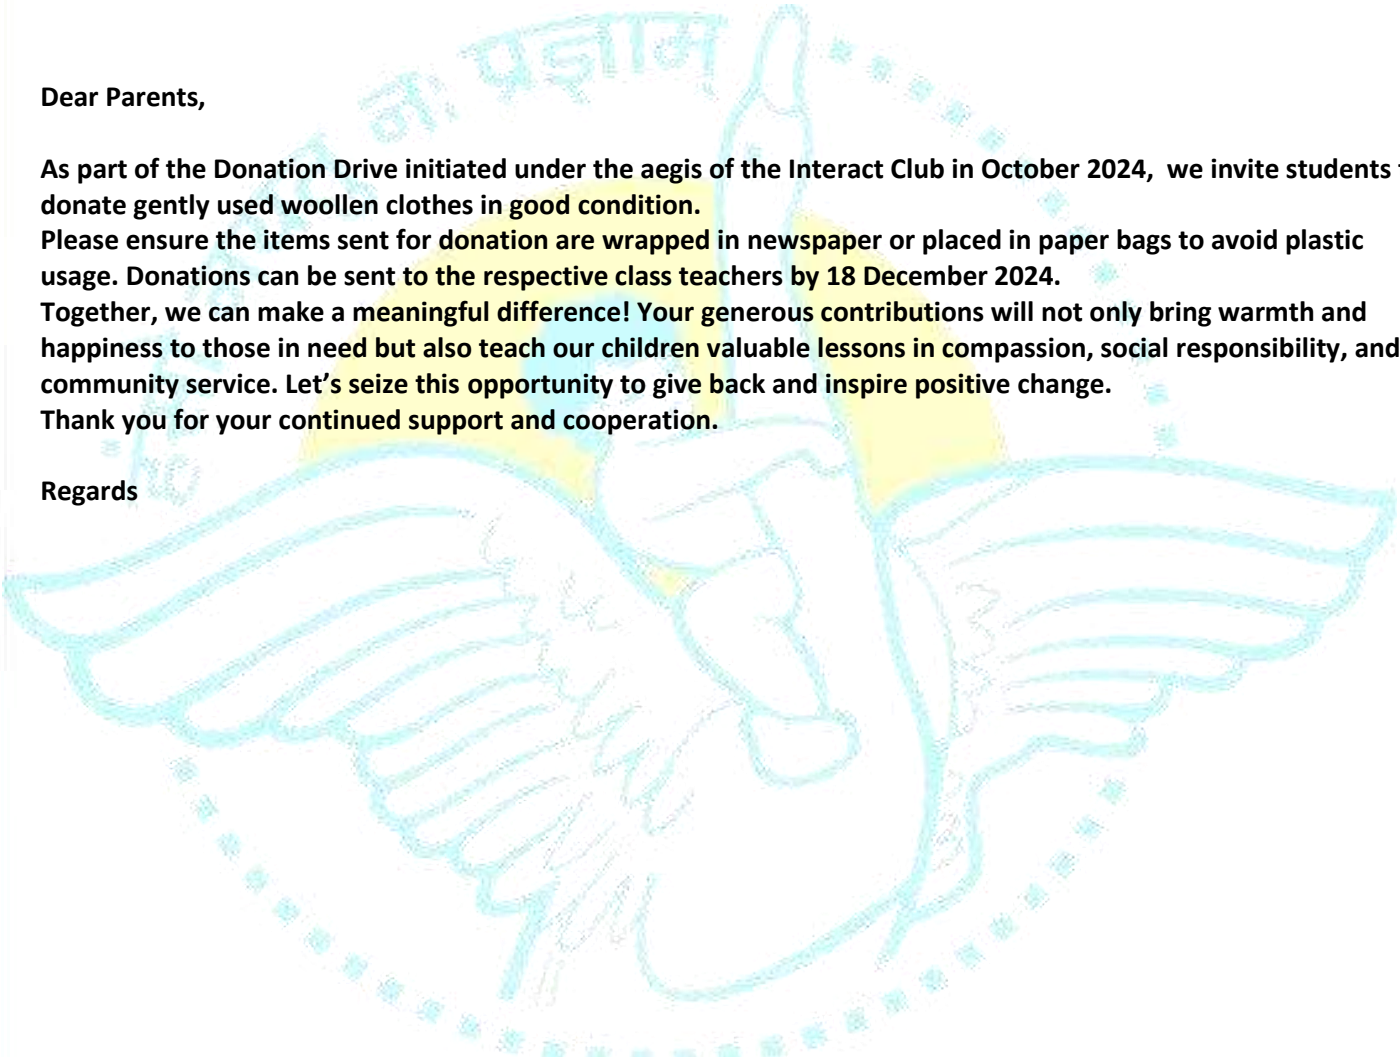 नः प्रज्ञानम्
Dear Parents,
As part of the Donation Drive initiated under the aegis of the Interact Club in October 2024,  we invite students
donate gently used woollen clothes in good condition.
Please ensure the items sent for donation are wrapped in newspaper or placed in paper bags to avoid plastic
usage. Donations can be sent to the respective class teachers by 18 December 2024.
Together, we can make a meaningful difference! Your generous contributions will not only bring warmth and
happiness to those in need but also teach our children valuable lessons in compassion, social responsibility, and
community service. Let’s seize this opportunity to give back and inspire positive change.
Thank you for your continued support and cooperation.
Regards